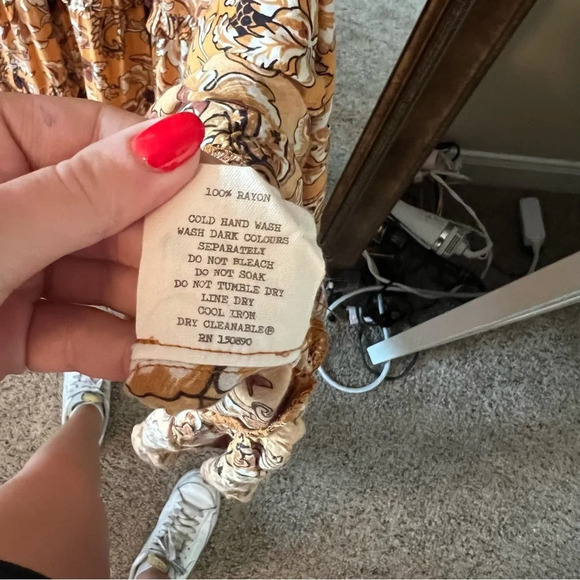 100% RAYON
COLD HAND WASH
WASH DARK COLOURS
SEPARATELY
DO NOT BLEACH
DO NOT SOAK
DO NOT TUMBLE DRY
LINE DRY
COOL IRON
DRY CLEANABLEⓅ
RN 150890